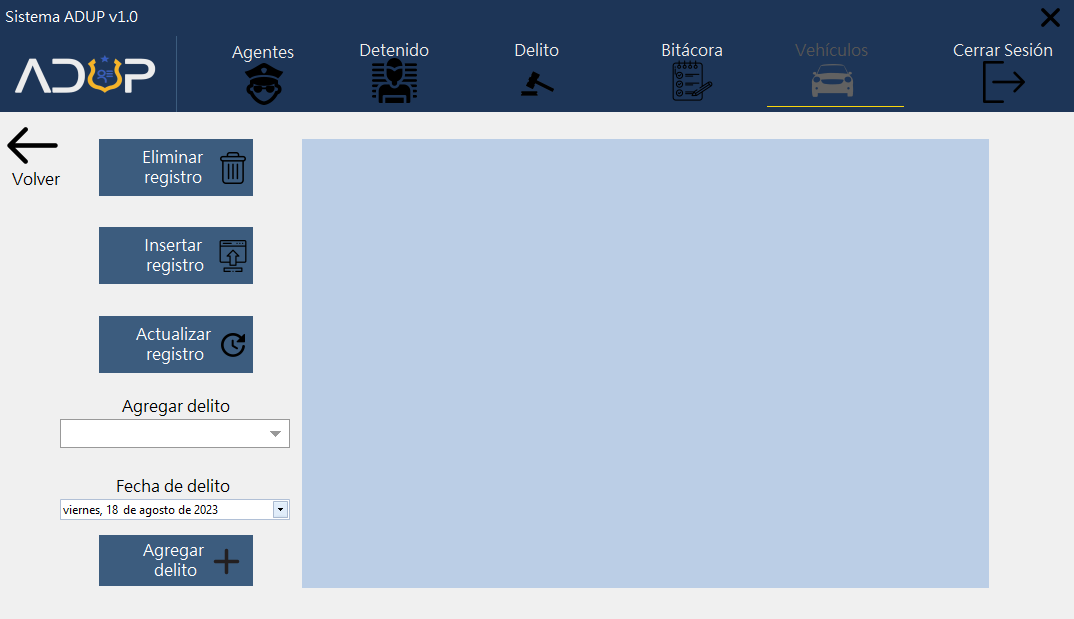 Sistema ADUP v1.0
ADUP
Agentes
Detenido
Delito
Bitácora
Vehículos
Cerrar Sesión
Volver
Eliminar
registro
Insertar
registro
Actualizar
registro
Agregar delito
Fecha de delito
viernes, 18 de agosto de 2023
Agregar
delito